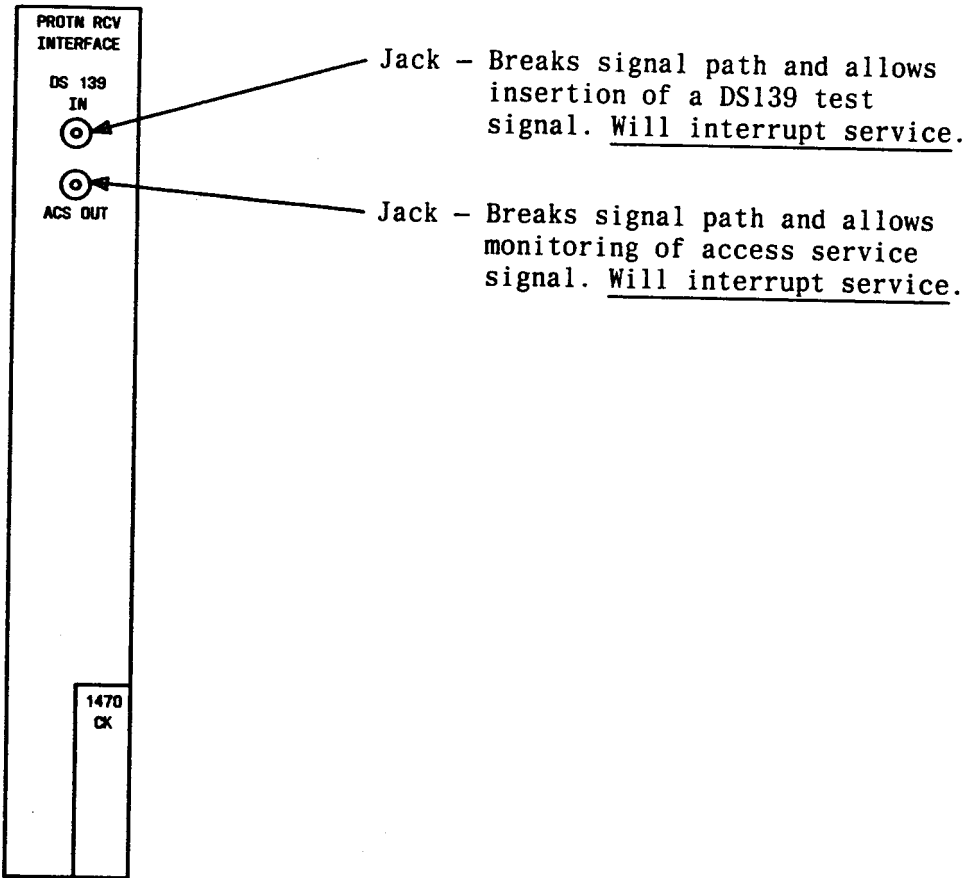 PROTN RCV
INTERFACE
DS 139
IN
ACS OUT
Jack – Breaks signal path and allows
insertion of a DS139 test
signal. Will interrupt service.
Jack – Breaks signal path and allows
monitoring of access service
signal. Will interrupt service.
1470
CK